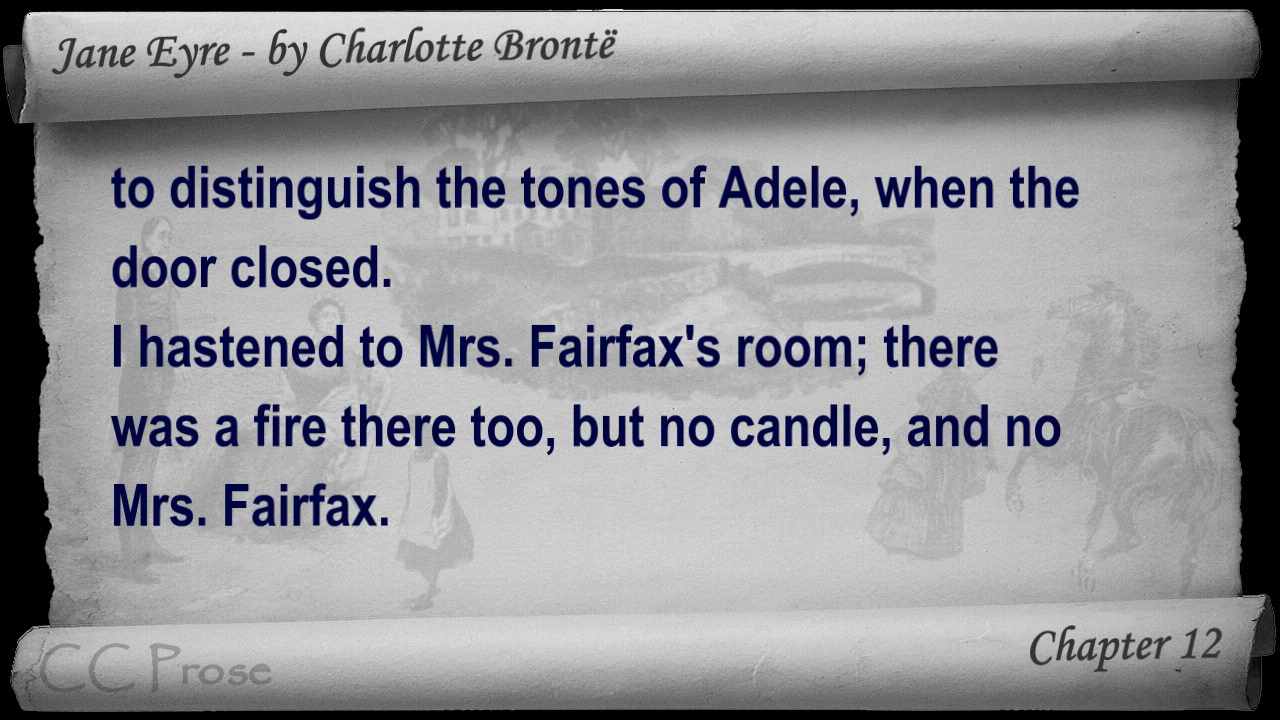 Jane Eyre - by Charlotte Brontë
to distinguish the tones of Adele, when the
door closed.
I hastened to Mrs. Fairfax's room; there
was a fire there too, but no candle, and no
Mrs. Fairfax.
CC Prose
Chapter 12